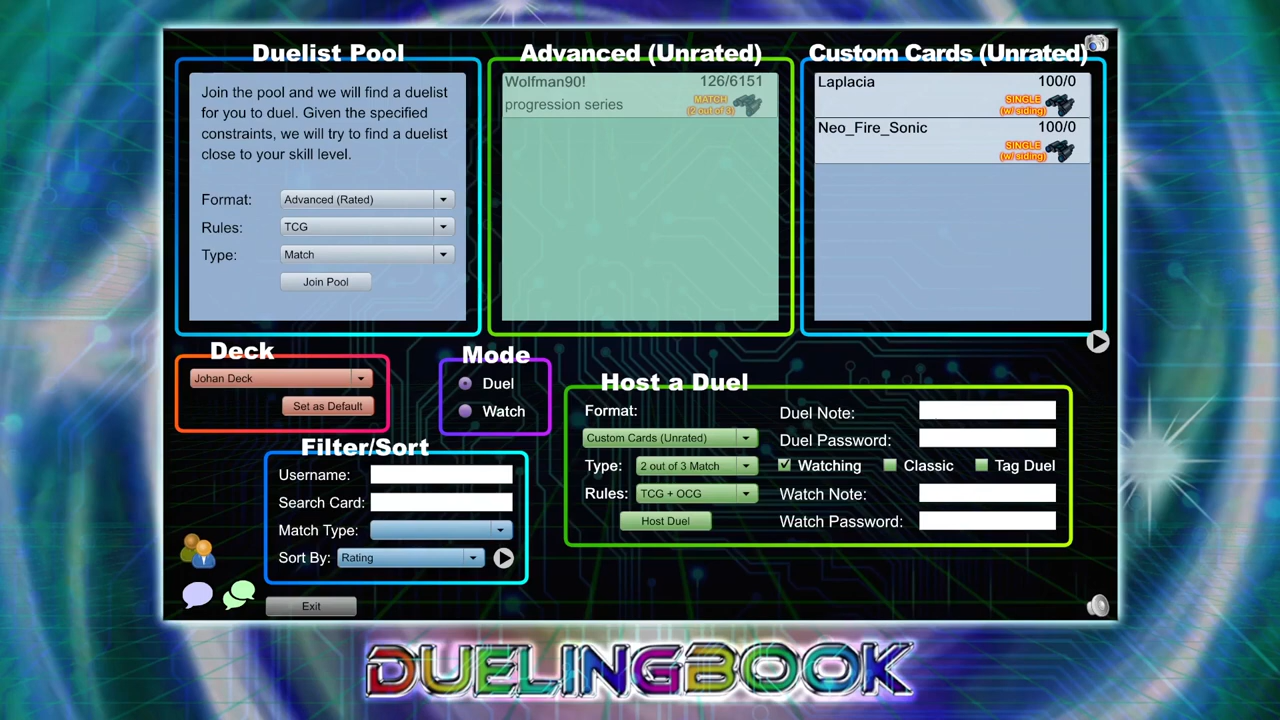 Duelist Pool
Join the pool and we will find a duelist
for you to duel. Given the specified
constraints, we will try to find a duelist
close to your skill level.
Format: Advanced (Rated)
Rules: TCG
Type: Match
Join Pool
Advanced (Unrated)
Wolfman90! 126/6151
progression series MATCH
(2 out of 3)
Custom Cards (Unrated)
Laplacia 100/0
SINGLE
(w/ siding)
Neo_Fire_Sonic 100/0
SINGLE
(w/ siding)
Deck
Johan Deck
Set as Default
Mode
Duel
Watch
Filter/Sort
Username:
Search Card:
Match Type:
Sort By: Rating
Exit
Host a Duel
Format:
Custom Cards (Unrated)
Type: 2 out of 3 Match
Rules: TCG + OCG
Host Duel
Duel Note:
Duel Password:
Watching Classic Tag Duel
Watch Note:
Watch Password:
DUELINGBOOK